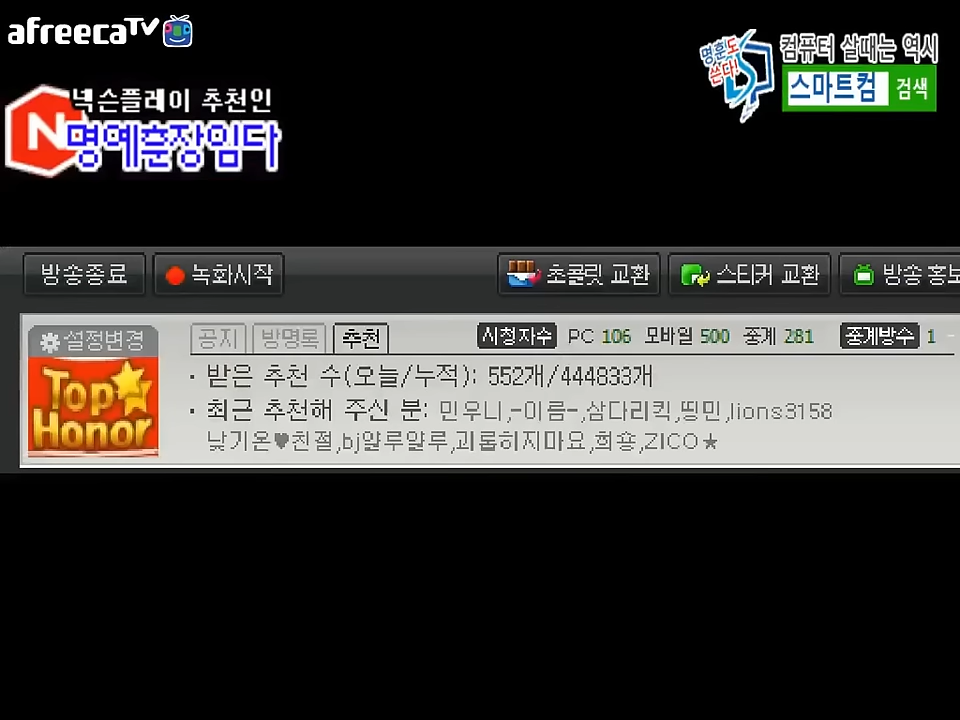 afreecaTV
명훈도 쓴다!
컴퓨터 살때는 역시
스마트컴 검색
넥슨플레이 추천인
N 명예훈장임다
방송종료 녹화시작 초콜릿 교환 스티커 교환 방송 홍보
설정변경 공지 방명록 추천 시청자수 PC 106 모바일 500 중계 281 중계방수 1
Top Honor
· 받은 추천 수(오늘/누적): 552개/444833개
· 최근 추천해 주신 분: 민우니,-이름-,삼다리킥,띵민,lions3158
낮기온♥친절,bj얄루얄루,괴롭히지마요,희숑,ZICO★